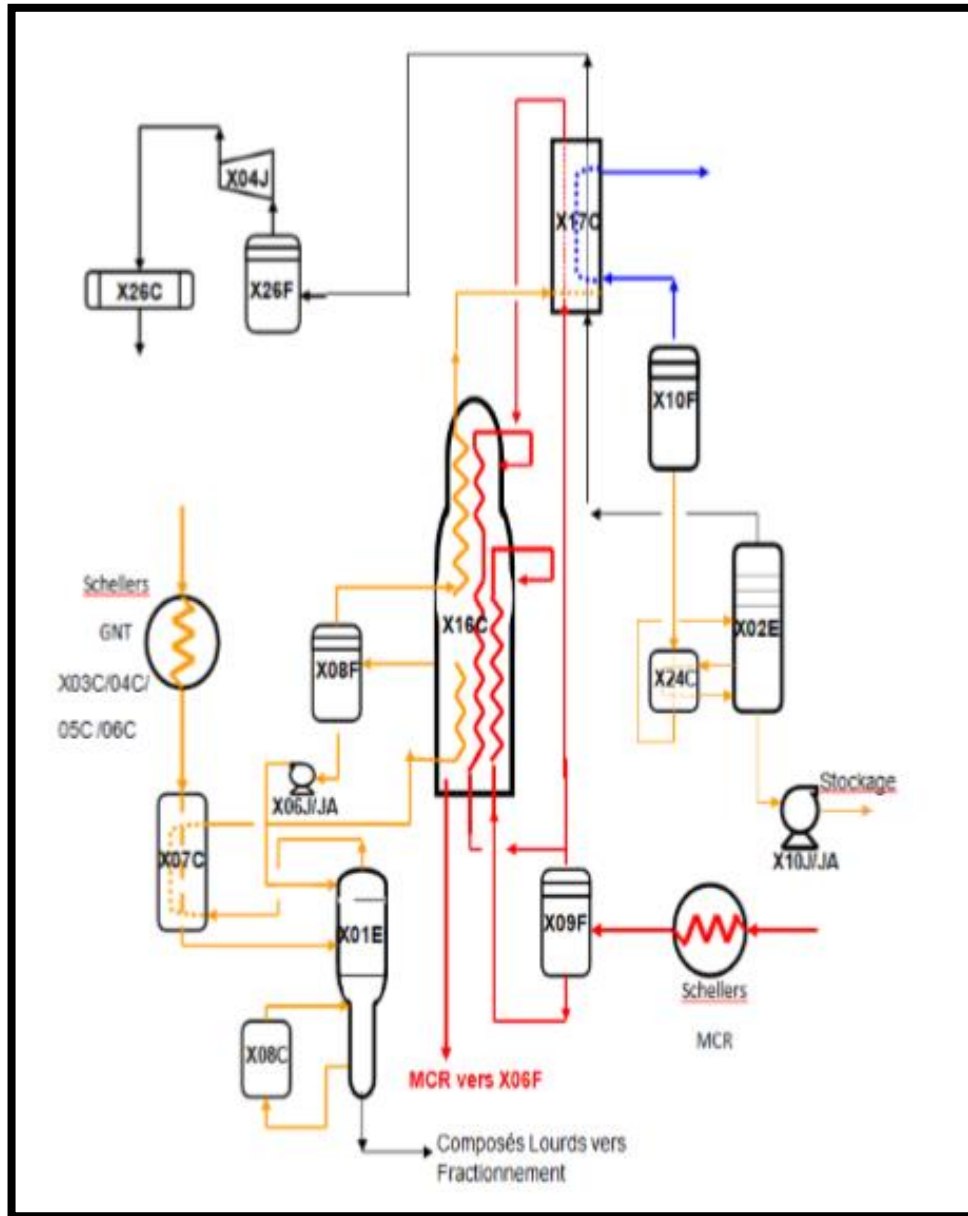 X04J
X26C
X26F
X17C
X10F
Schellers
GNT
X03C/04C/
05C /06C
X08F
X16C
X24C
X02E
X06J/JA
Stockage
X10J/JA
X07C
X01E
X09F
Schellers
MCR
X08C
MCR vers X06F
Composés Lourds vers
Fractionnement